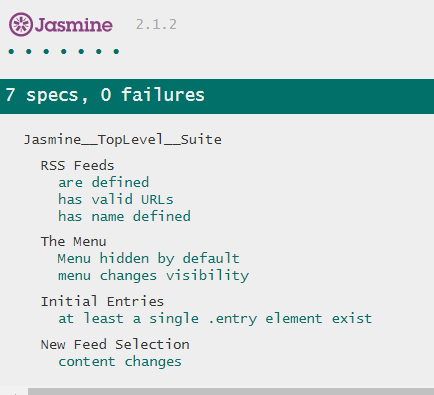 Jasmine 2.1.2
• • • • • • •
7 specs, 0 failures
Jasmine__TopLevel__Suite
RSS Feeds
are defined
has valid URLs
has name defined
The Menu
Menu hidden by default
menu changes visibility
Initial Entries
at least a single .entry element exist
New Feed Selection
content changes